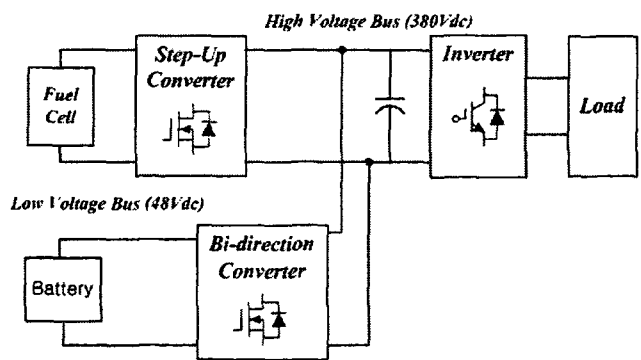 High Voltage Bus (380Vdc)
Step-Up
Converter
Inverter
Fuel
Cell
Load
Low Voltage Bus (48Vdc)
Bi-direction
Converter
Battery